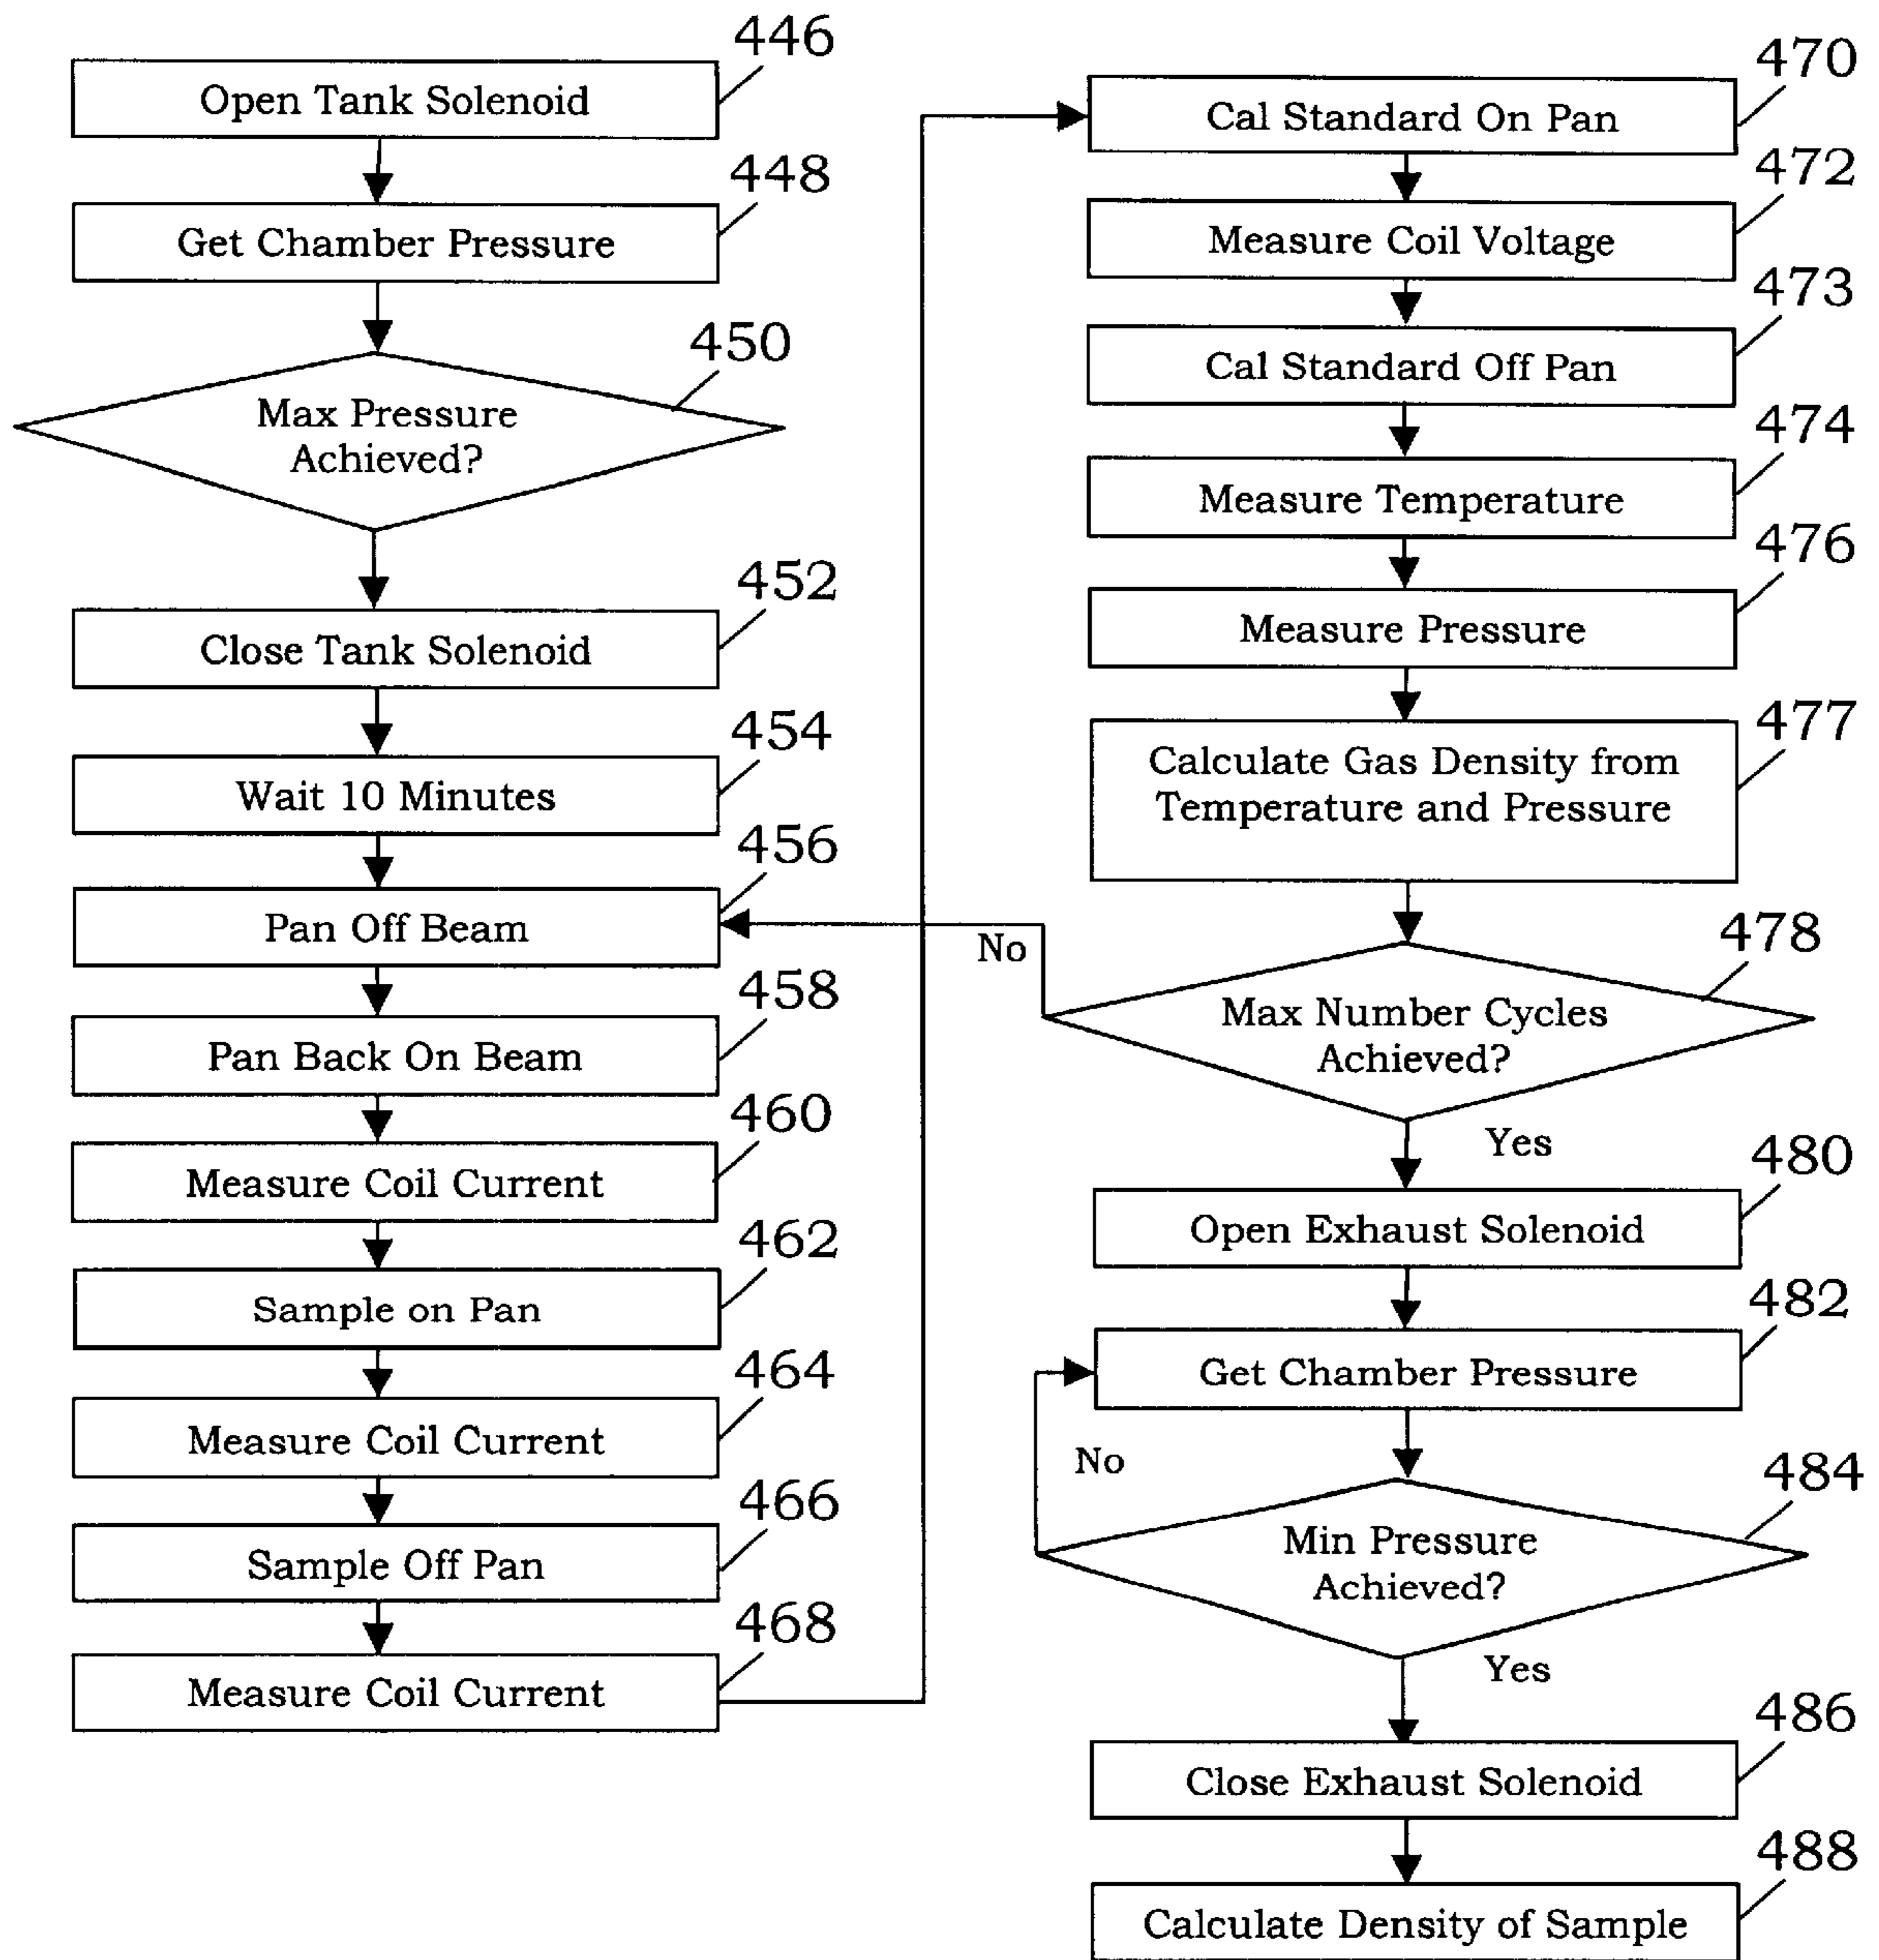 446
Open Tank Solenoid
448
Get Chamber Pressure
450
Max Pressure
Achieved?
452
Close Tank Solenoid
454
Wait 10 Minutes
456
Pan Off Beam
458
Pan Back On Beam
460
Measure Coil Current
462
Sample on Pan
464
Measure Coil Current
466
Sample Off Pan
468
Measure Coil Current
470
Cal Standard On Pan
472
Measure Coil Voltage
473
Cal Standard Off Pan
474
Measure Temperature
476
Measure Pressure
477
Calculate Gas Density from
Temperature and Pressure
478
No
Max Number Cycles
Achieved?
Yes
480
Open Exhaust Solenoid
482
Get Chamber Pressure
No
484
Min Pressure
Achieved?
Yes
486
Close Exhaust Solenoid
488
Calculate Density of Sample